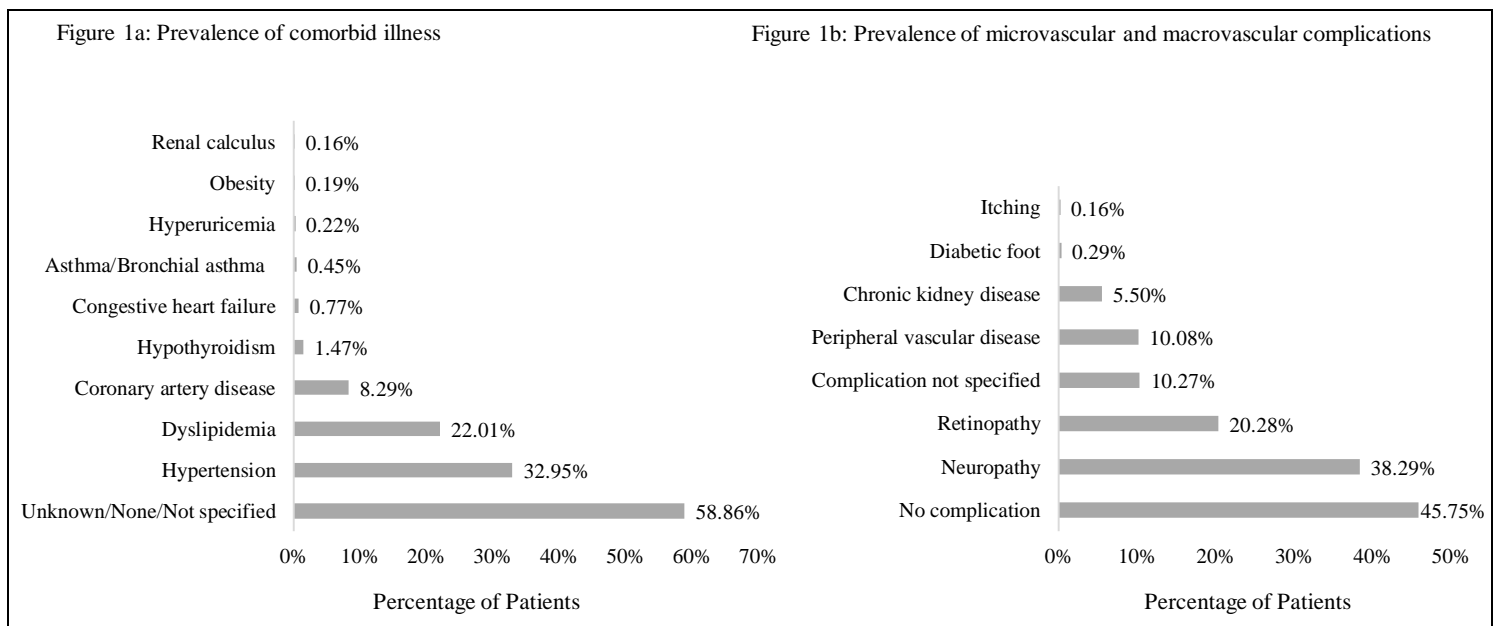 Figure 1a: Prevalence of comorbid illness
Renal calculus 0.16%
Obesity 0.19%
Hyperuricemia 0.22%
Asthma/Bronchial asthma 0.45%
Congestive heart failure 0.77%
Hypothyroidism 1.47%
Coronary artery disease 8.29%
Dyslipidemia 22.01%
Hypertension 32.95%
Unknown/None/Not specified 58.86%
0% 10% 20% 30% 40% 50% 60% 70%
Percentage of Patients
Figure 1b: Prevalence of microvascular and macrovascular complications
Itching 0.16%
Diabetic foot 0.29%
Chronic kidney disease 5.50%
Peripheral vascular disease 10.08%
Complication not specified 10.27%
Retinopathy 20.28%
Neuropathy 38.29%
No complication 45.75%
0% 10% 20% 30% 40% 50%
Percentage of Patients